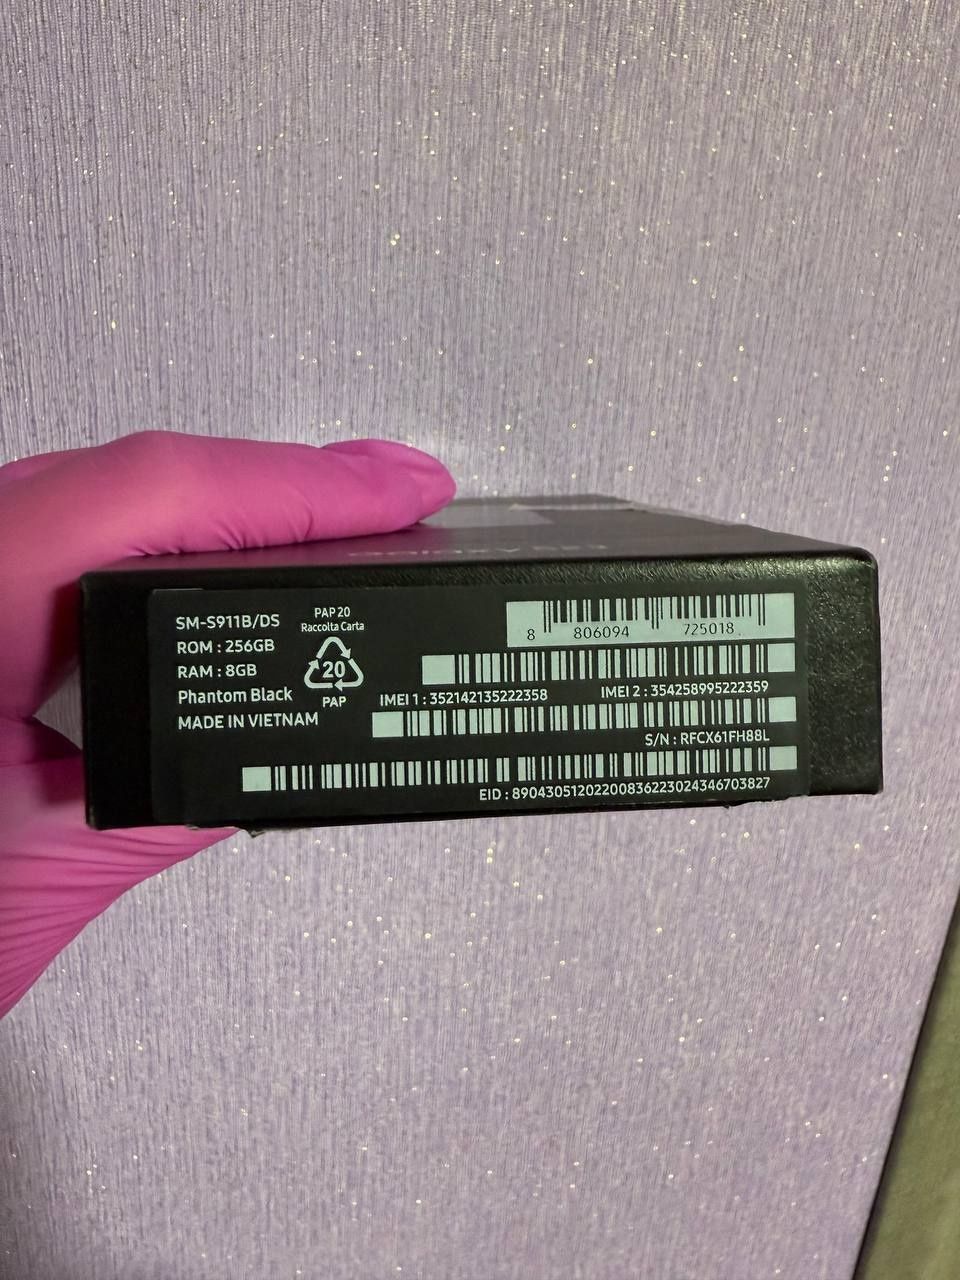 SM-S911B/DS
ROM : 256GB
RAM : 8GB
Phantom Black
MADE IN VIETNAM
PAP 20
Raccolta Carta
20
PAP
8 806094 725018
IMEI 1 : 352142135222358 IMEI 2 : 354258995222359
S/N : RFCX61FH88L
EID : 89043051202200836223024346703827